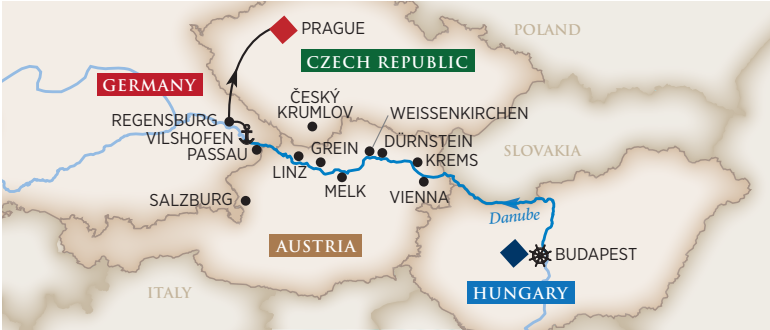 POLAND
PRAGUE
CZECH REPUBLIC
GERMANY
ČESKÝ
KRUMLOV
WEISSENKIRCHEN
REGENSBURG
VILSHOFEN
PASSAU
GREIN
DÜRNSTEIN
KREMS
SLOVAKIA
LINZ
MELK
VIENNA
SALZBURG
Danube
AUSTRIA
BUDAPEST
ITALY
HUNGARY